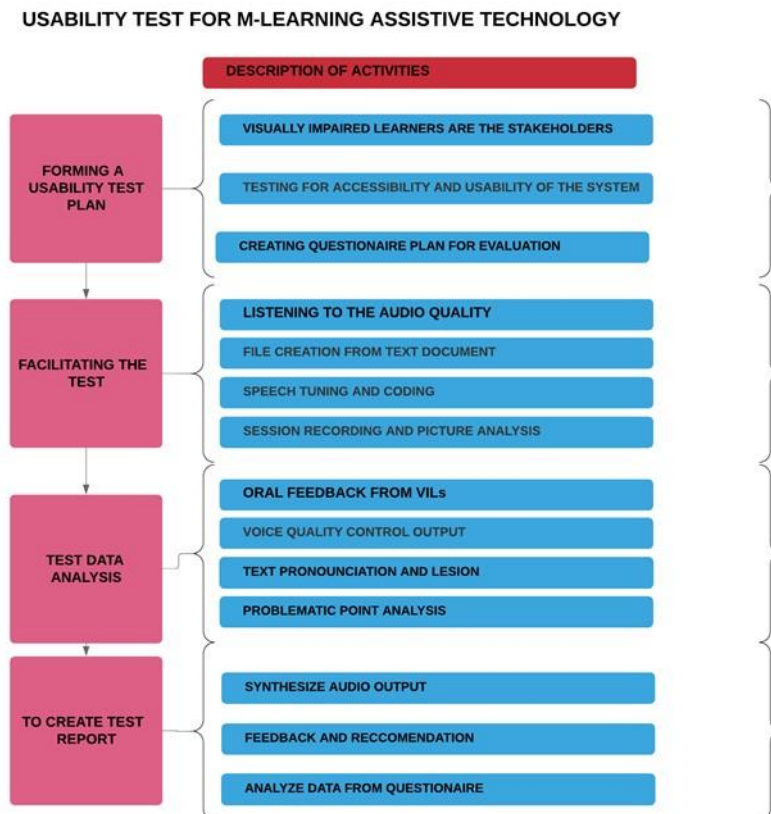 USABILITY TEST FOR M-LEARNING ASSISTIVE TECHNOLOGY
DESCRIPTION OF ACTIVITIES
FORMING A
USABILITY TEST
PLAN
VISUALLY IMPAIRED LEARNERS ARE THE STAKEHOLDERS
TESTING FOR ACCESSIBILITY AND USABILITY OF THE SYSTEM
CREATING QUESTIONAIRE PLAN FOR EVALUATION
FACILITATING THE
TEST
LISTENING TO THE AUDIO QUALITY
FILE CREATION FROM TEXT DOCUMENT
SPEECH TUNING AND CODING
SESSION RECORDING AND PICTURE ANALYSIS
TEST DATA
ANALYSIS
ORAL FEEDBACK FROM VILs
VOICE QUALITY CONTROL OUTPUT
TEXT PRONOUNCIATION AND LESION
PROBLEMATIC POINT ANALYSIS
TO CREATE TEST
REPORT
SYNTHESIZE AUDIO OUTPUT
FEEDBACK AND RECCOMENDATION
ANALYZE DATA FROM QUESTIONAIRE